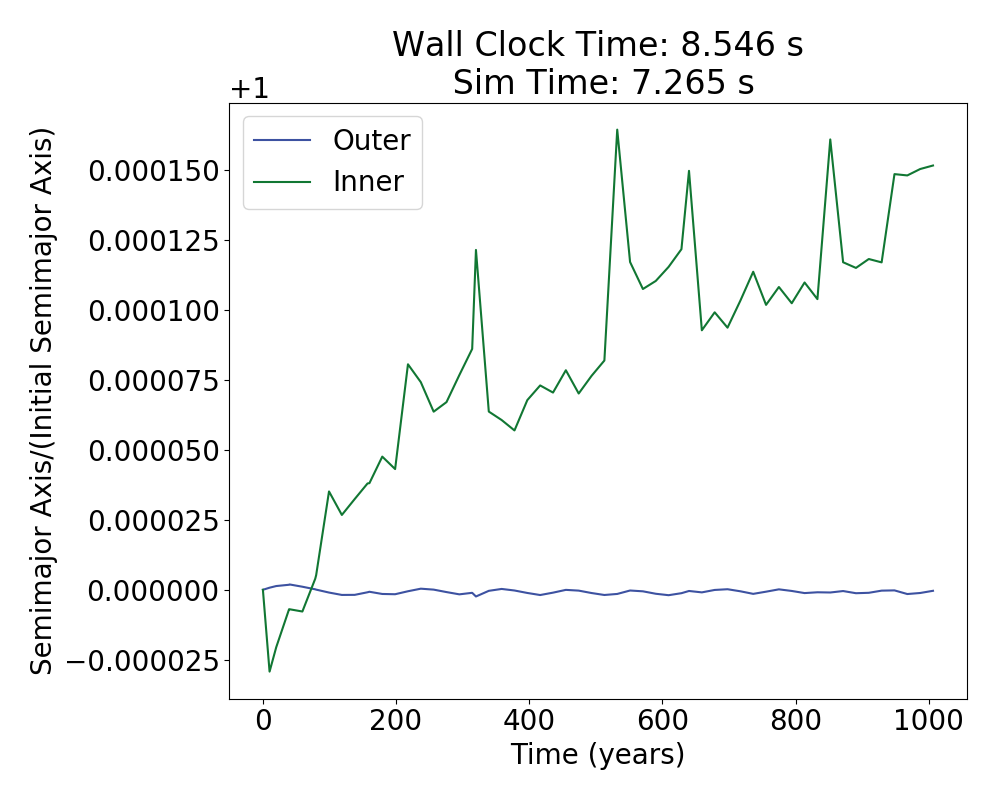 Wall Clock Time: 8.546 s
Sim Time: 7.265 s
+1
Outer
Inner
0.000150
0.000125
0.000100
0.000075
0.000050
0.000025
0.000000
−0.000025
Semimajor Axis/(Initial Semimajor Axis)
0 200 400 600 800 1000
Time (years)